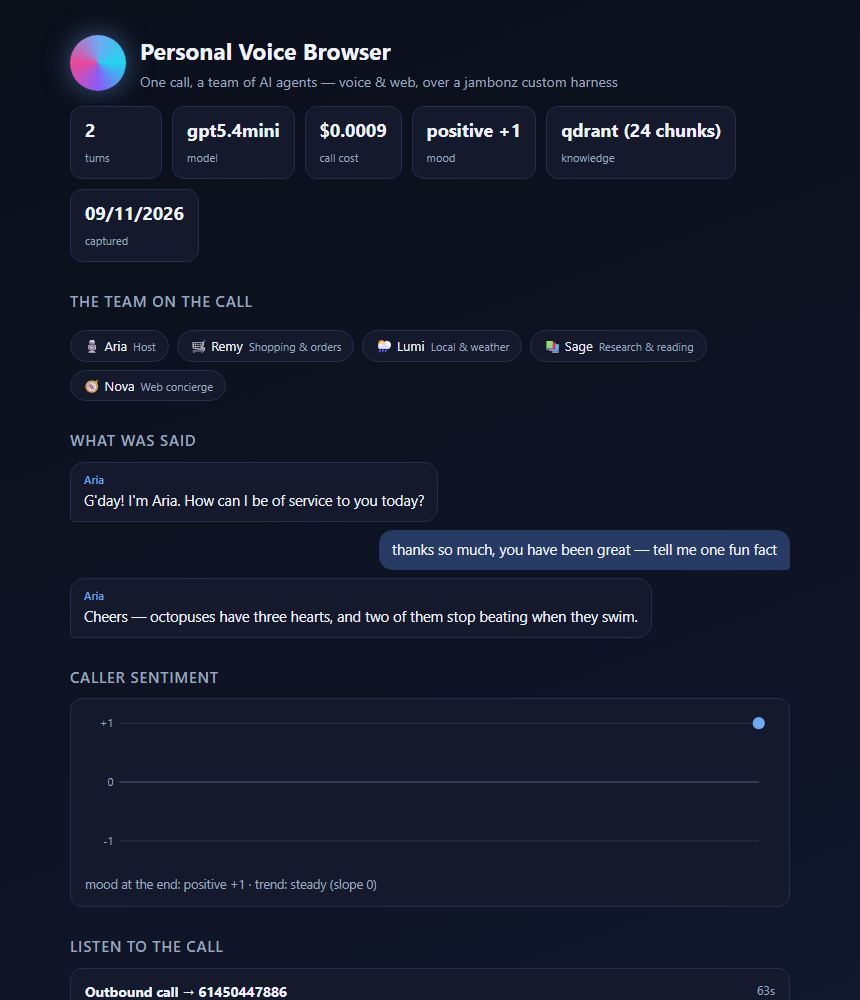 Personal Voice Browser
One call, a team of AI agents — voice & web, over a jambonz custom harness
2
turns
gpt5.4mini
model
$0.0009
call cost
positive +1
mood
qdrant (24 chunks)
knowledge
09/11/2026
captured
THE TEAM ON THE CALL
Aria Host
Remy Shopping & orders
Lumi Local & weather
Sage Research & reading
Nova Web concierge
WHAT WAS SAID
Aria
G'day! I'm Aria. How can I be of service to you today?
thanks so much, you have been great — tell me one fun fact
Aria
Cheers — octopuses have three hearts, and two of them stop beating when they swim.
CALLER SENTIMENT
+1
0
-1
mood at the end: positive +1 · trend: steady (slope 0)
LISTEN TO THE CALL
Outbound call → 61450447886
63s